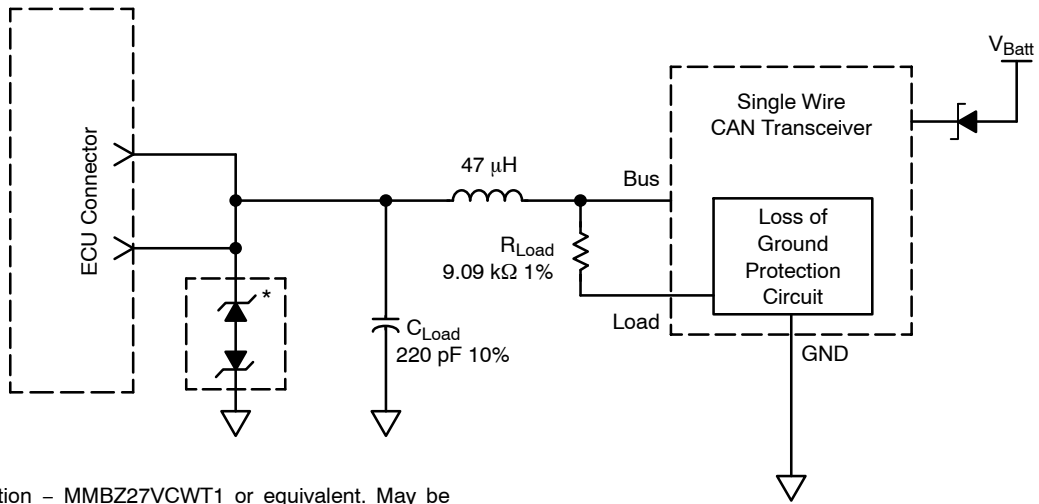 V_Batt
Single Wire
CAN Transceiver
ECU Connector
47 μH
Bus
Loss of
Ground
Protection
Circuit
R_Load
9.09 kΩ 1%
*
Load
C_Load
220 pF 10%
GND
tion – MMBZ27VCWT1 or equivalent. May be